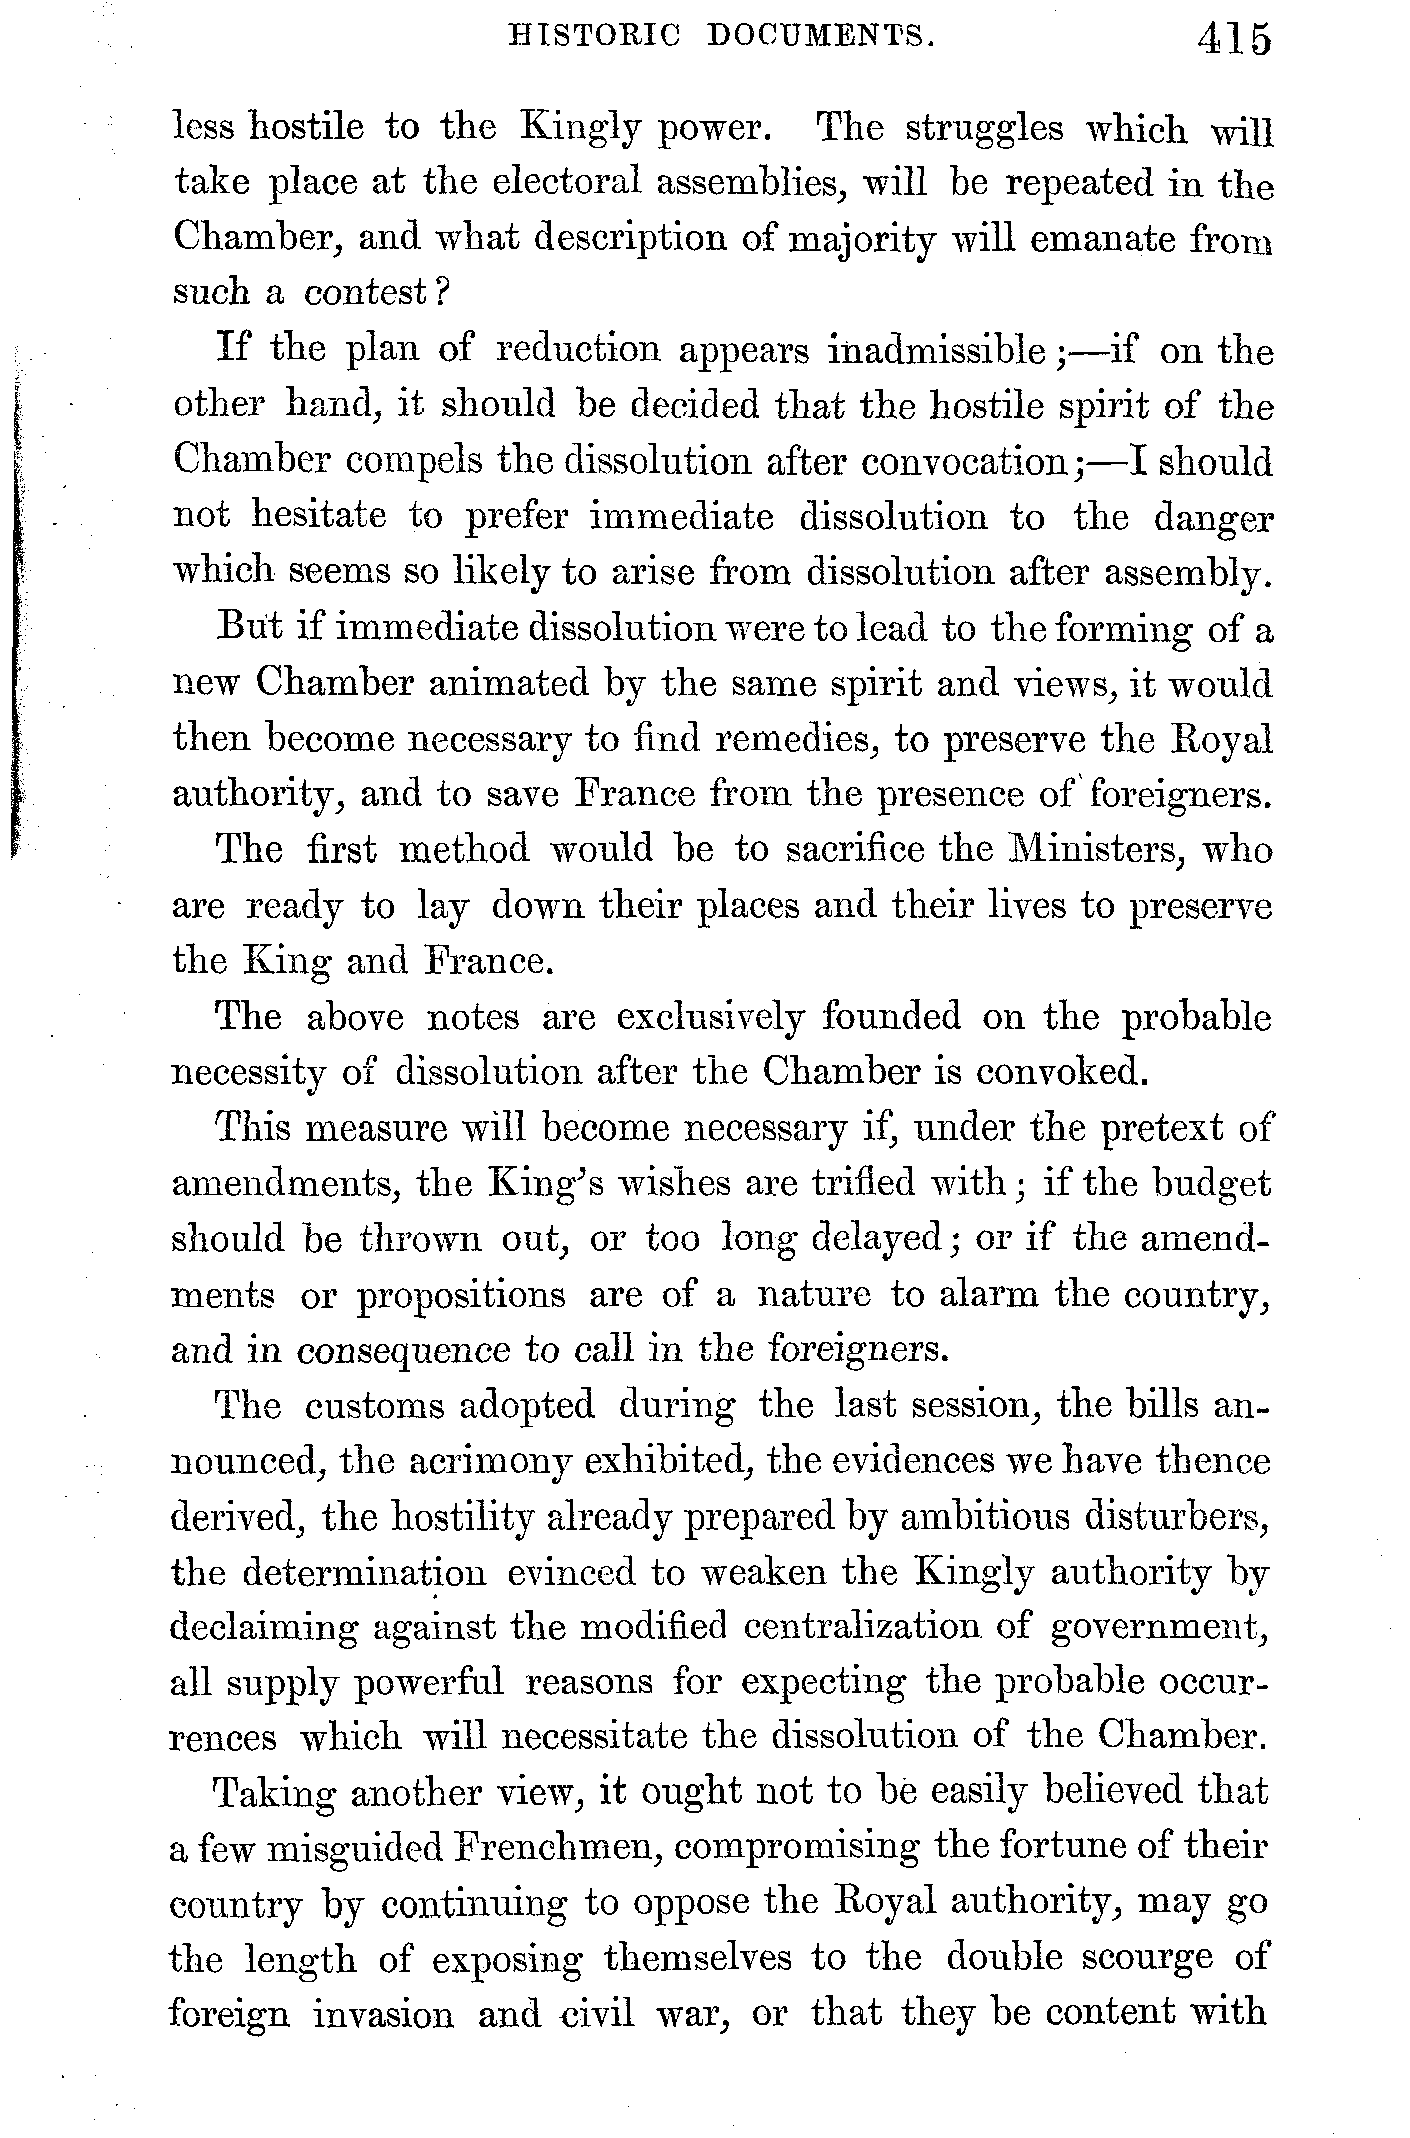 HISTORIC DOCUMENTS. 415
less hostile to the Kingly power. The struggles which will
take place at the electoral assemblies, will be repeated in the
Chamber, and what description of majority will emanate from
such a contest?
If the plan of reduction appears inadmissible;—if on the
other hand, it should be decided that the hostile spirit of the
Chamber compels the dissolution after convocation;—I should
not hesitate to prefer immediate dissolution to the danger
which seems so likely to arise from dissolution after assembly.
But if immediate dissolution were to lead to the forming of a
new Chamber animated by the same spirit and views, it would
then become necessary to find remedies, to preserve the Royal
authority, and to save France from the presence of foreigners.
The first method would be to sacrifice the Ministers, who
are ready to lay down their places and their lives to preserve
the King and France.
The above notes are exclusively founded on the probable
necessity of dissolution after the Chamber is convoked.
This measure will become necessary if, under the pretext of
amendments, the King's wishes are trifled with; if the budget
should be thrown out, or too long delayed; or if the amend-
ments or propositions are of a nature to alarm the country,
and in consequence to call in the foreigners.
The customs adopted during the last session, the bills an-
nounced, the acrimony exhibited, the evidences we have thence
derived, the hostility already prepared by ambitious disturbers,
the determination evinced to weaken the Kingly authority by
declaiming against the modified centralization of government,
all supply powerful reasons for expecting the probable occur-
rences which will necessitate the dissolution of the Chamber.
Taking another view, it ought not to be easily believed that
a few misguided Frenchmen, compromising the fortune of their
country by continuing to oppose the Royal authority, may go
the length of exposing themselves to the double scourge of
foreign invasion and civil war, or that they be content with